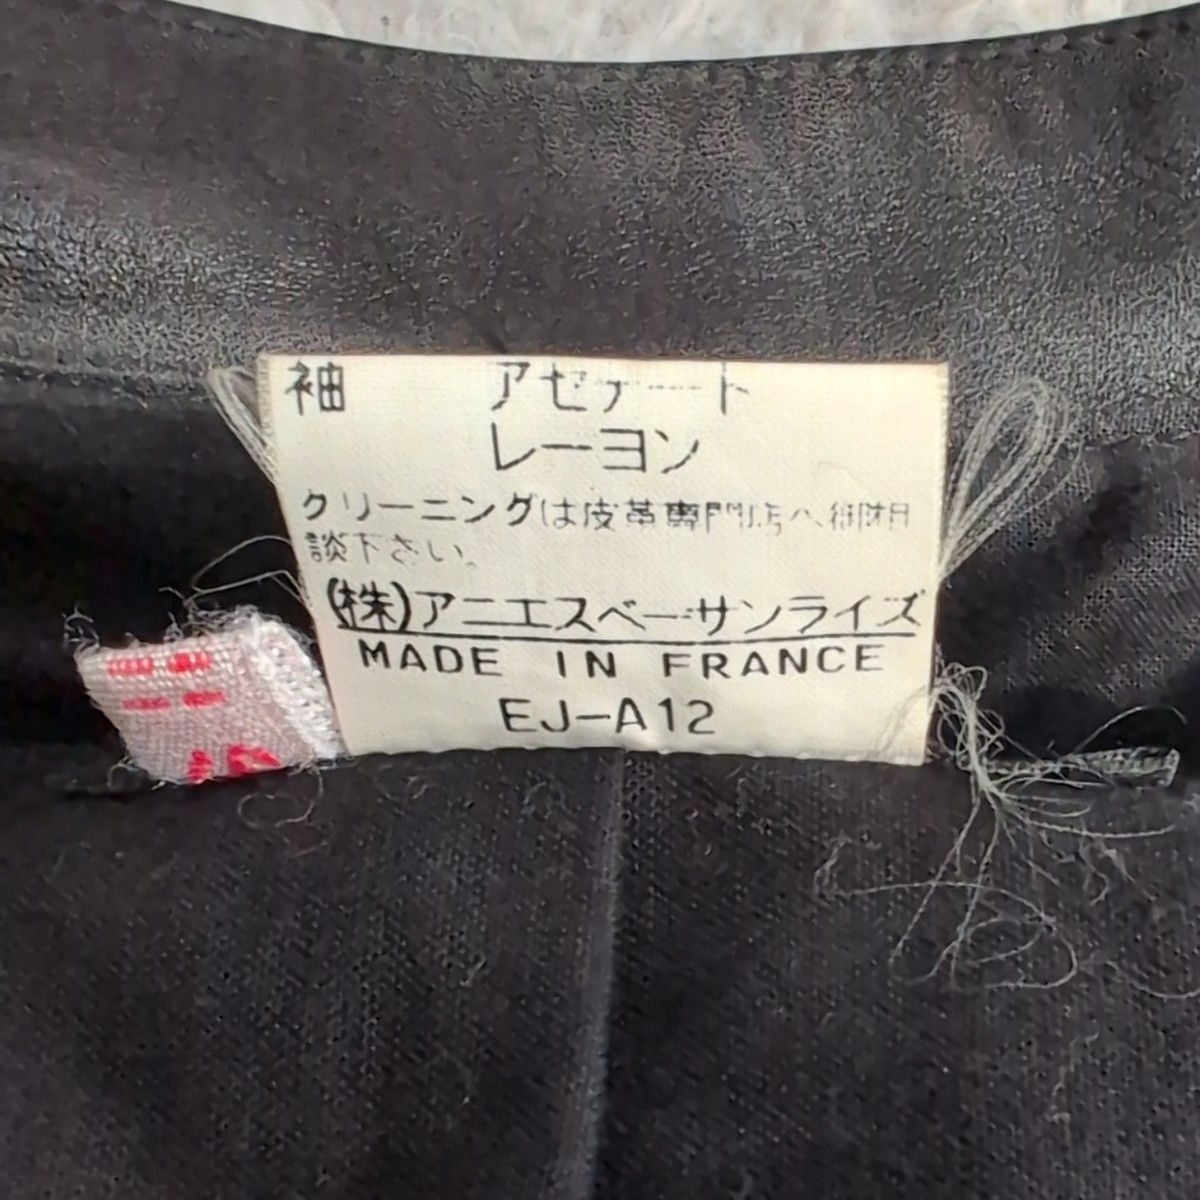 袖 アセテート
レーヨン
クリーニングは皮革専門店へ御相
談下さい。
(株)アニエスベーサンライズ
MADE IN FRANCE
EJ-A12